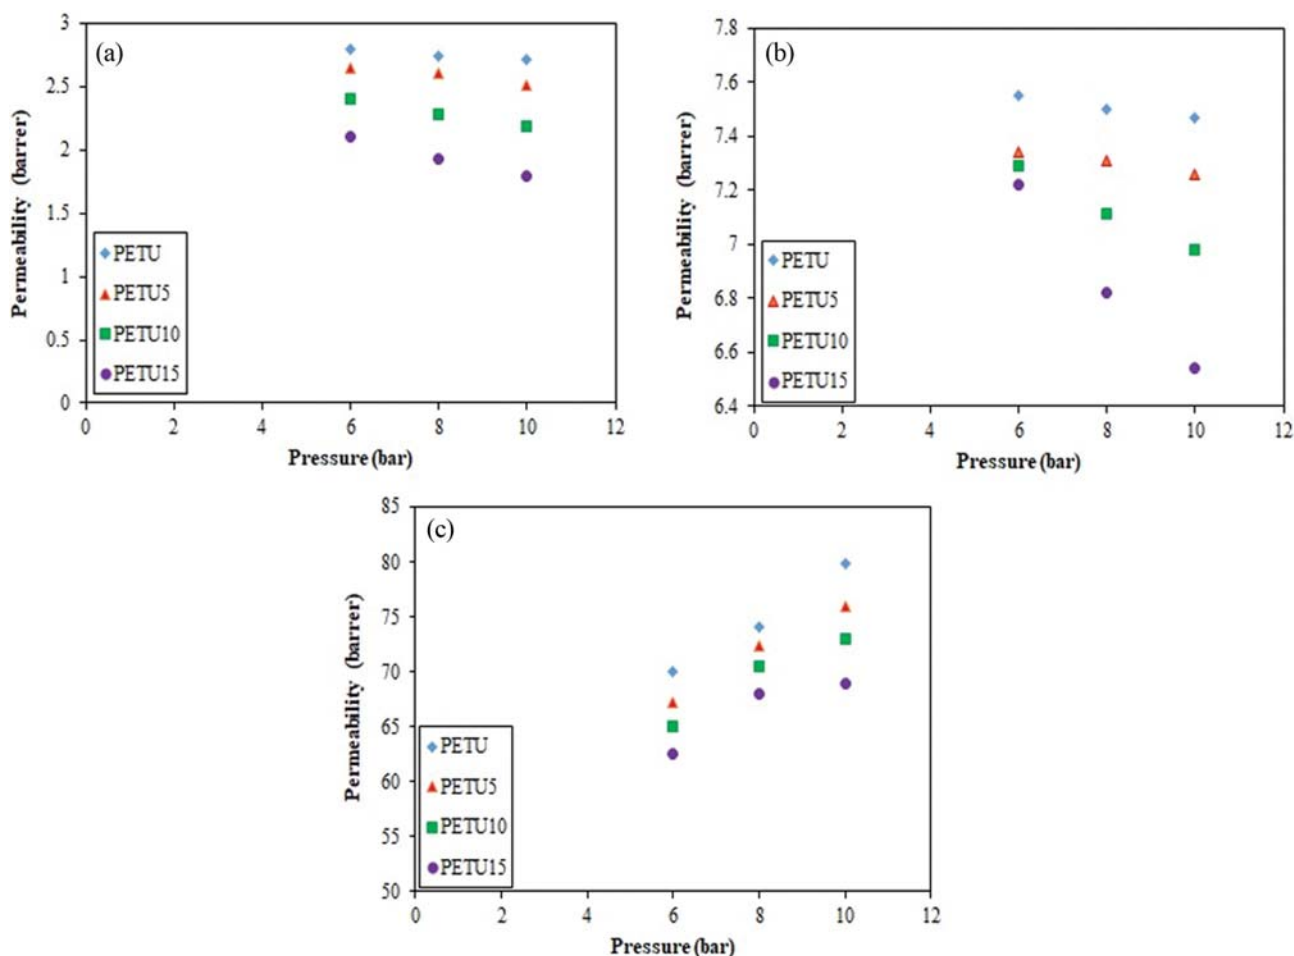 (a)
Permeability (barrer)
3
2.5
2
1.5
1
0.5
0
PETU
PETU5
PETU10
PETU15
0 2 4 6 8 10 12
Pressure (bar)
(b)
Permeability (barrer)
7.8
7.6
7.4
7.2
7
6.8
6.6
6.4
PETU
PETU5
PETU10
PETU15
0 2 4 6 8 10 12
Pressure (bar)
(c)
Permeability (barrer)
85
80
75
70
65
60
55
50
PETU
PETU5
PETU10
PETU15
0 2 4 6 8 10 12
Pressure (bar)